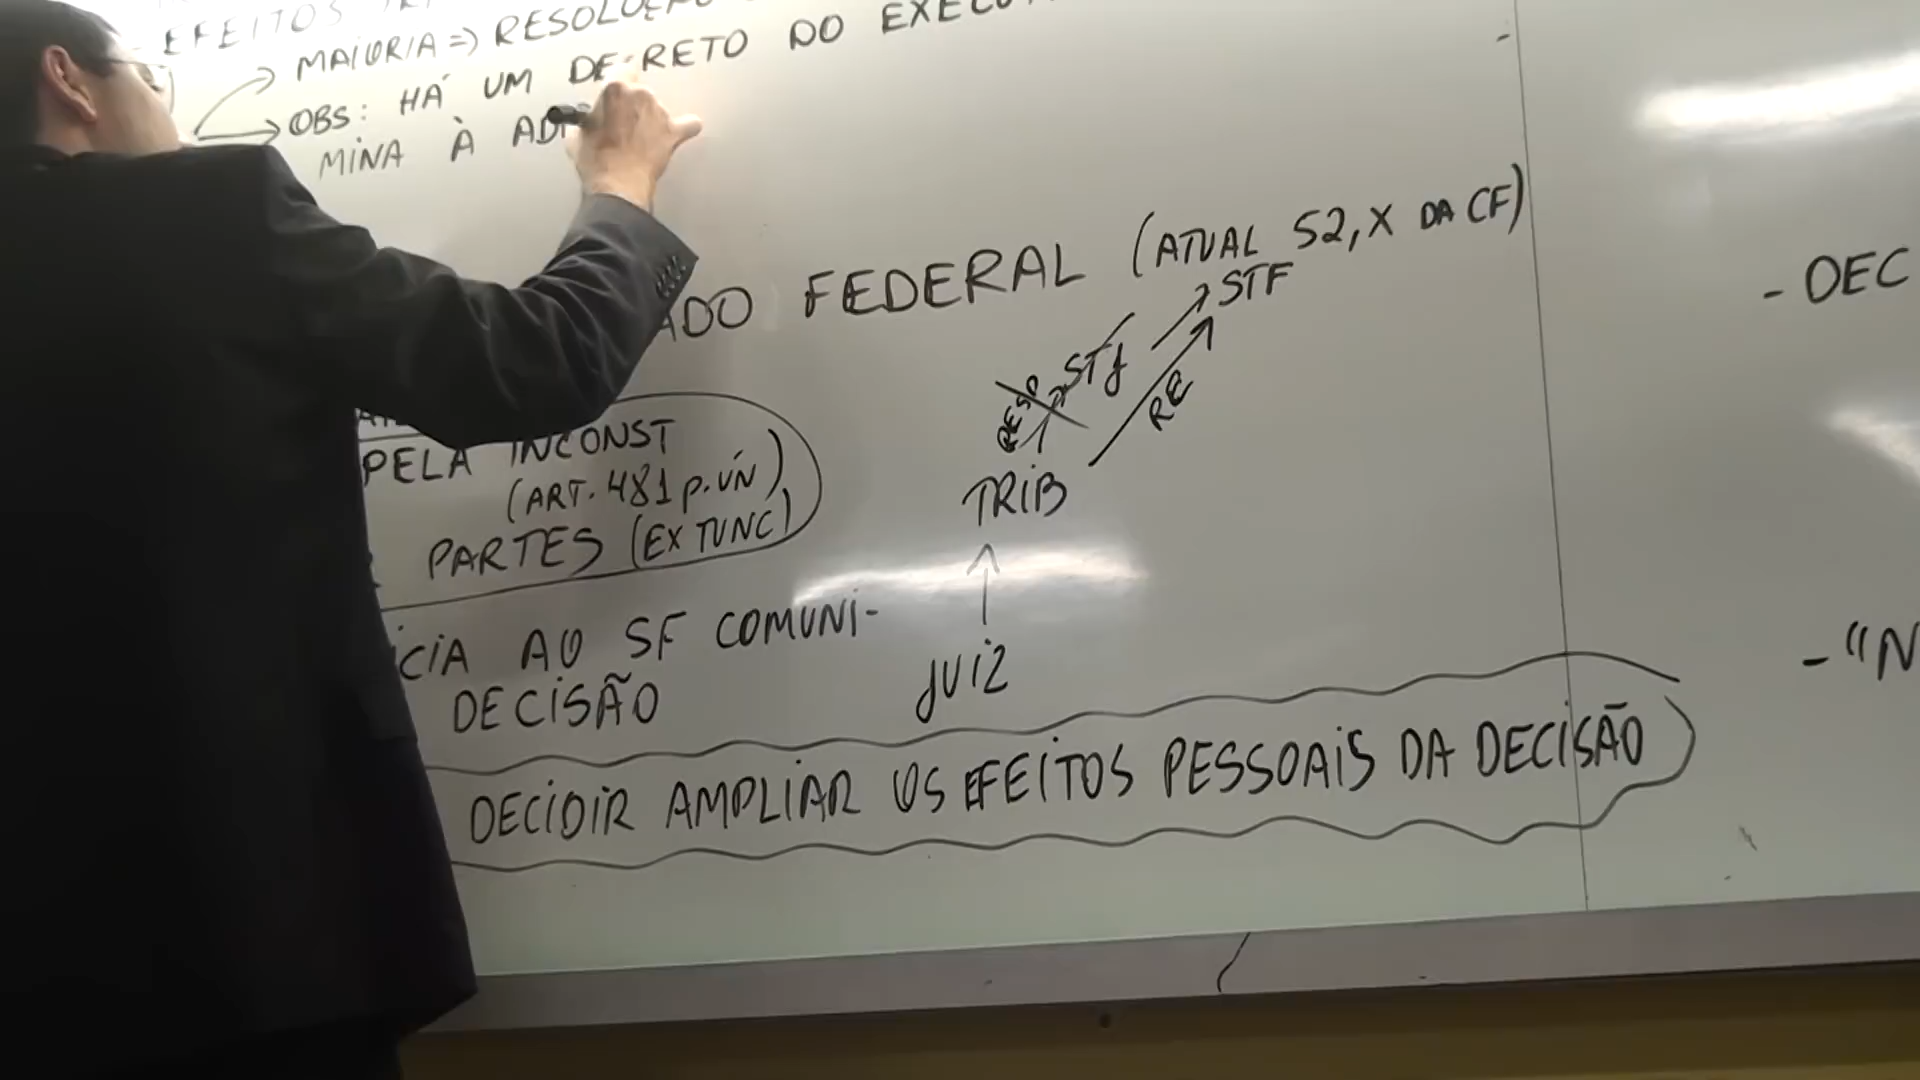 EFEITOS
MAIORIA => RESOLUÇÃO
OBS: HÁ UM DECRETO DO
MINA À
ADO FEDERAL (ATUAL 52, X DA CF)
STF
STJ
RESP
RE
PELA INCONST
(ART. 481 p. ÚN)
PARTES (EX TUNC)
TRIB
CIA AO SF COMUNI-
DECISÃO
JUIZ
DECIDIR AMPLIAR OS EFEITOS PESSOAIS DA DECISÃO
- DEC
- "N